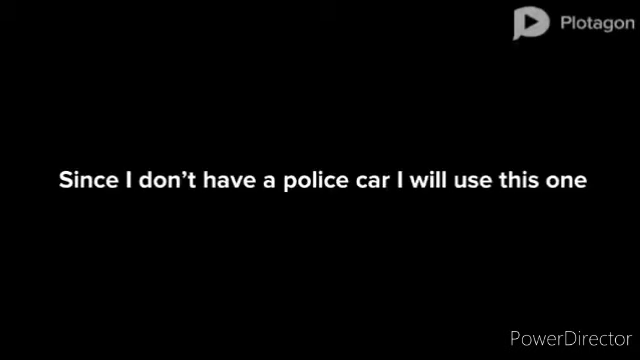 Plotagon
Since I don't have a police car I will use this one
PowerDirector